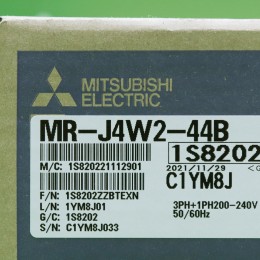 MITSUBISHI
ELECTRIC
MR-J4W2-44B
1S8202
M/C: 1S820221112901
2021/11/29
C1YM8J
F/N: 1S8202ZZBTEXN
L/N: 1YM8J01
3PH+1PH200-240V
G/C: 1S8202
50/60Hz
S/N: C1YM8J033